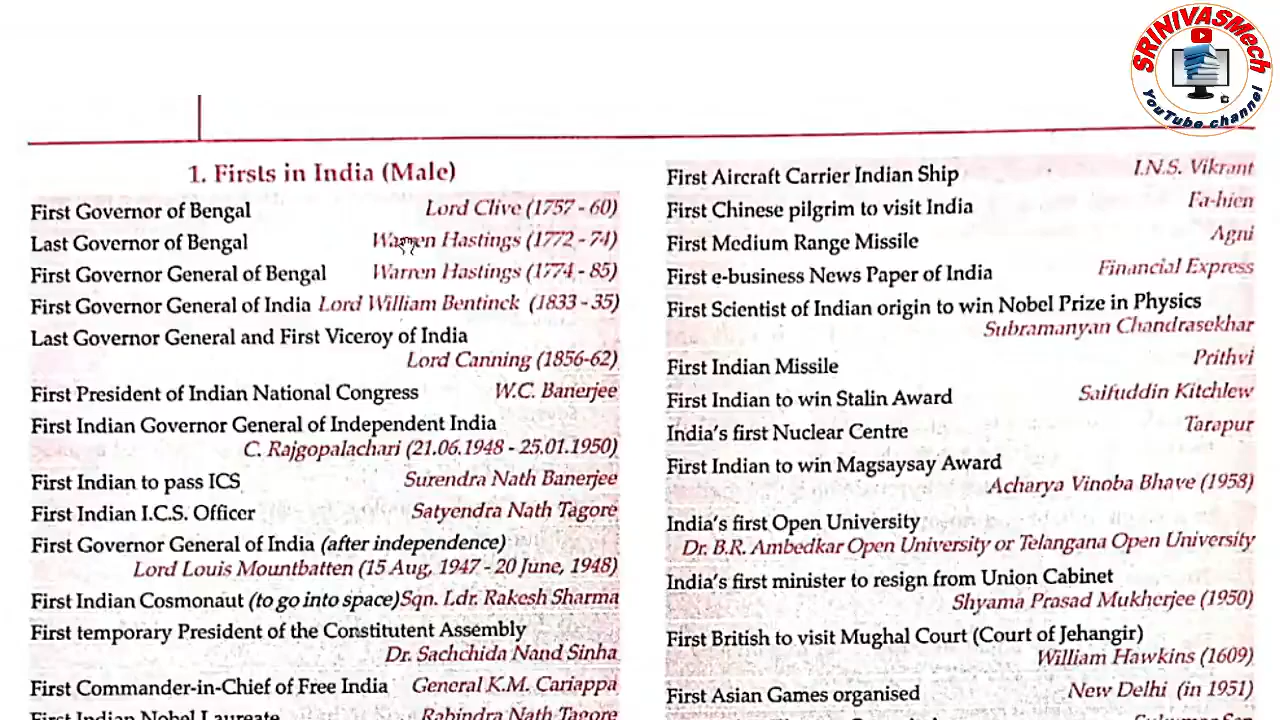 SRINIVASMech
YouTube channel
1. Firsts in India (Male)
First Governor of Bengal Lord Clive (1757 - 60)
Last Governor of Bengal Warren Hastings (1772 - 74)
First Governor General of Bengal Warren Hastings (1774 - 85)
First Governor General of India Lord William Bentinck (1833 - 35)
Last Governor General and First Viceroy of India
Lord Canning (1856-62)
First President of Indian National Congress W.C. Banerjee
First Indian Governor General of Independent India
C. Rajgopalachari (21.06.1948 - 25.01.1950)
First Indian to pass ICS Surendra Nath Banerjee
First Indian I.C.S. Officer Satyendra Nath Tagore
First Governor General of India (after independence)
Lord Louis Mountbatten (15 Aug, 1947 - 20 June, 1948)
First Indian Cosmonaut (to go into space) Sqn. Ldr. Rakesh Sharma
First temporary President of the Constitutent Assembly
Dr. Sachchida Nand Sinha
First Commander-in-Chief of Free India General K.M. Cariappa
First Indian Nobel Laureate Rabindra Nath Tagore
First Aircraft Carrier Indian Ship I.N.S. Vikrant
First Chinese pilgrim to visit India Fa-hien
First Medium Range Missile Agni
First e-business News Paper of India Financial Express
First Scientist of Indian origin to win Nobel Prize in Physics
Subramanyan Chandrasekhar
First Indian Missile Prithvi
First Indian to win Stalin Award Saifuddin Kitchlew
India's first Nuclear Centre Tarapur
First Indian to win Magsaysay Award
Acharya Vinoba Bhave (1958)
India's first Open University
Dr. B.R. Ambedkar Open University or Telangana Open University
India's first minister to resign from Union Cabinet
Shyama Prasad Mukherjee (1950)
First British to visit Mughal Court (Court of Jehangir)
William Hawkins (1609)
First Asian Games organised New Delhi (in 1951)